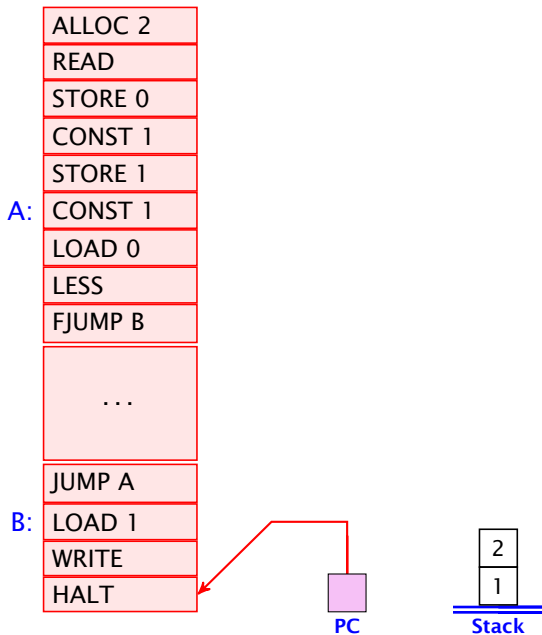 ALLOC 2
READ
STORE 0
CONST 1
STORE 1
A: CONST 1
LOAD 0
LESS
FJUMP B
...
JUMP A
B: LOAD 1
WRITE
HALT
2
1
PC
Stack